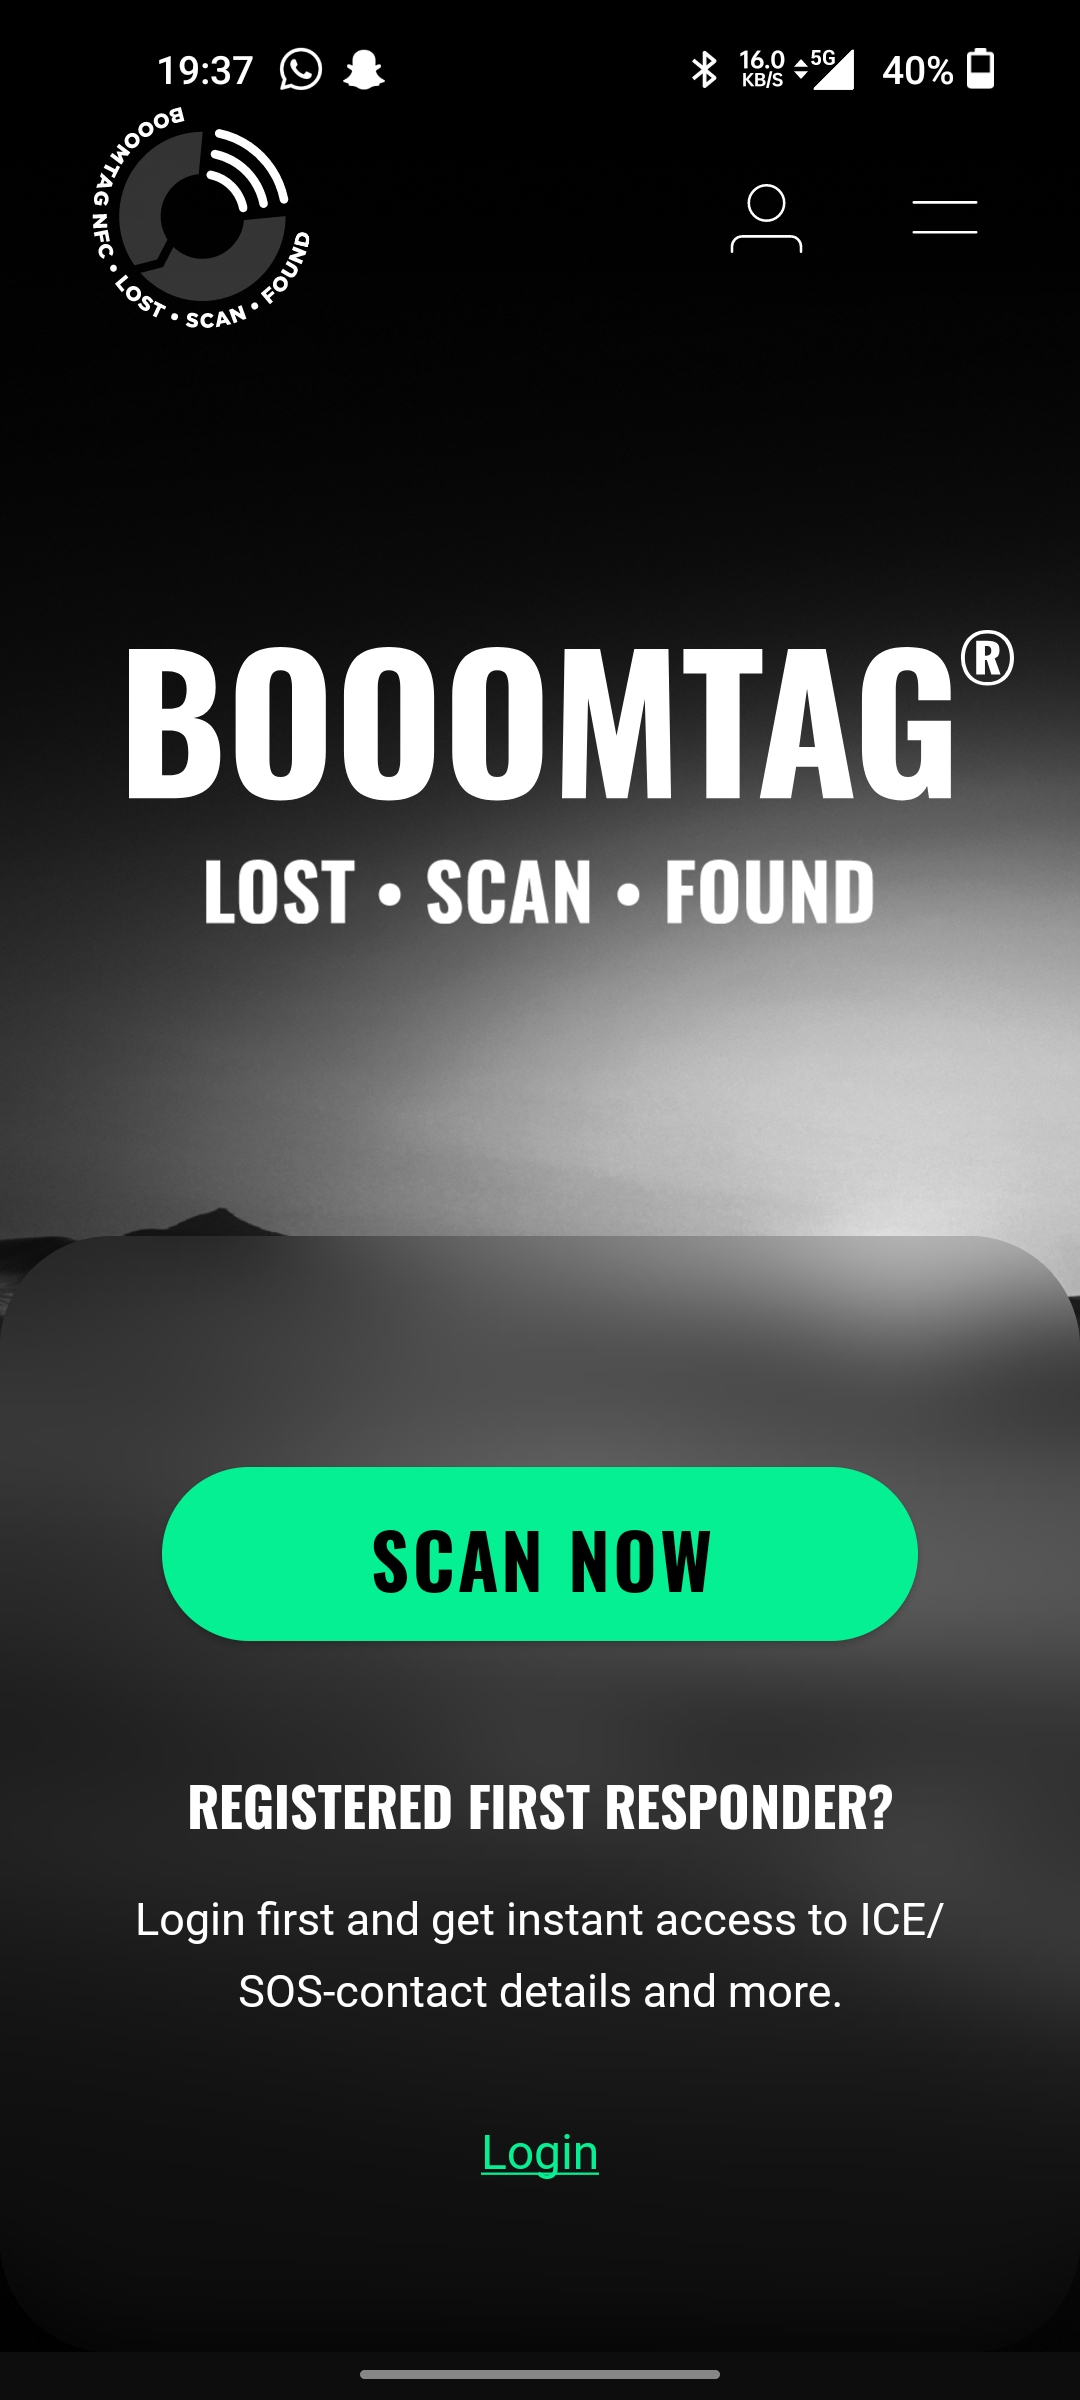 19:37
16.0
KB/S
5G
40%
BOOOMTAG NFC • LOST • SCAN • FOUND
BOOOMTAG®
LOST • SCAN • FOUND
SCAN NOW
REGISTERED FIRST RESPONDER?
Login first and get instant access to ICE/
SOS-contact details and more.
Login